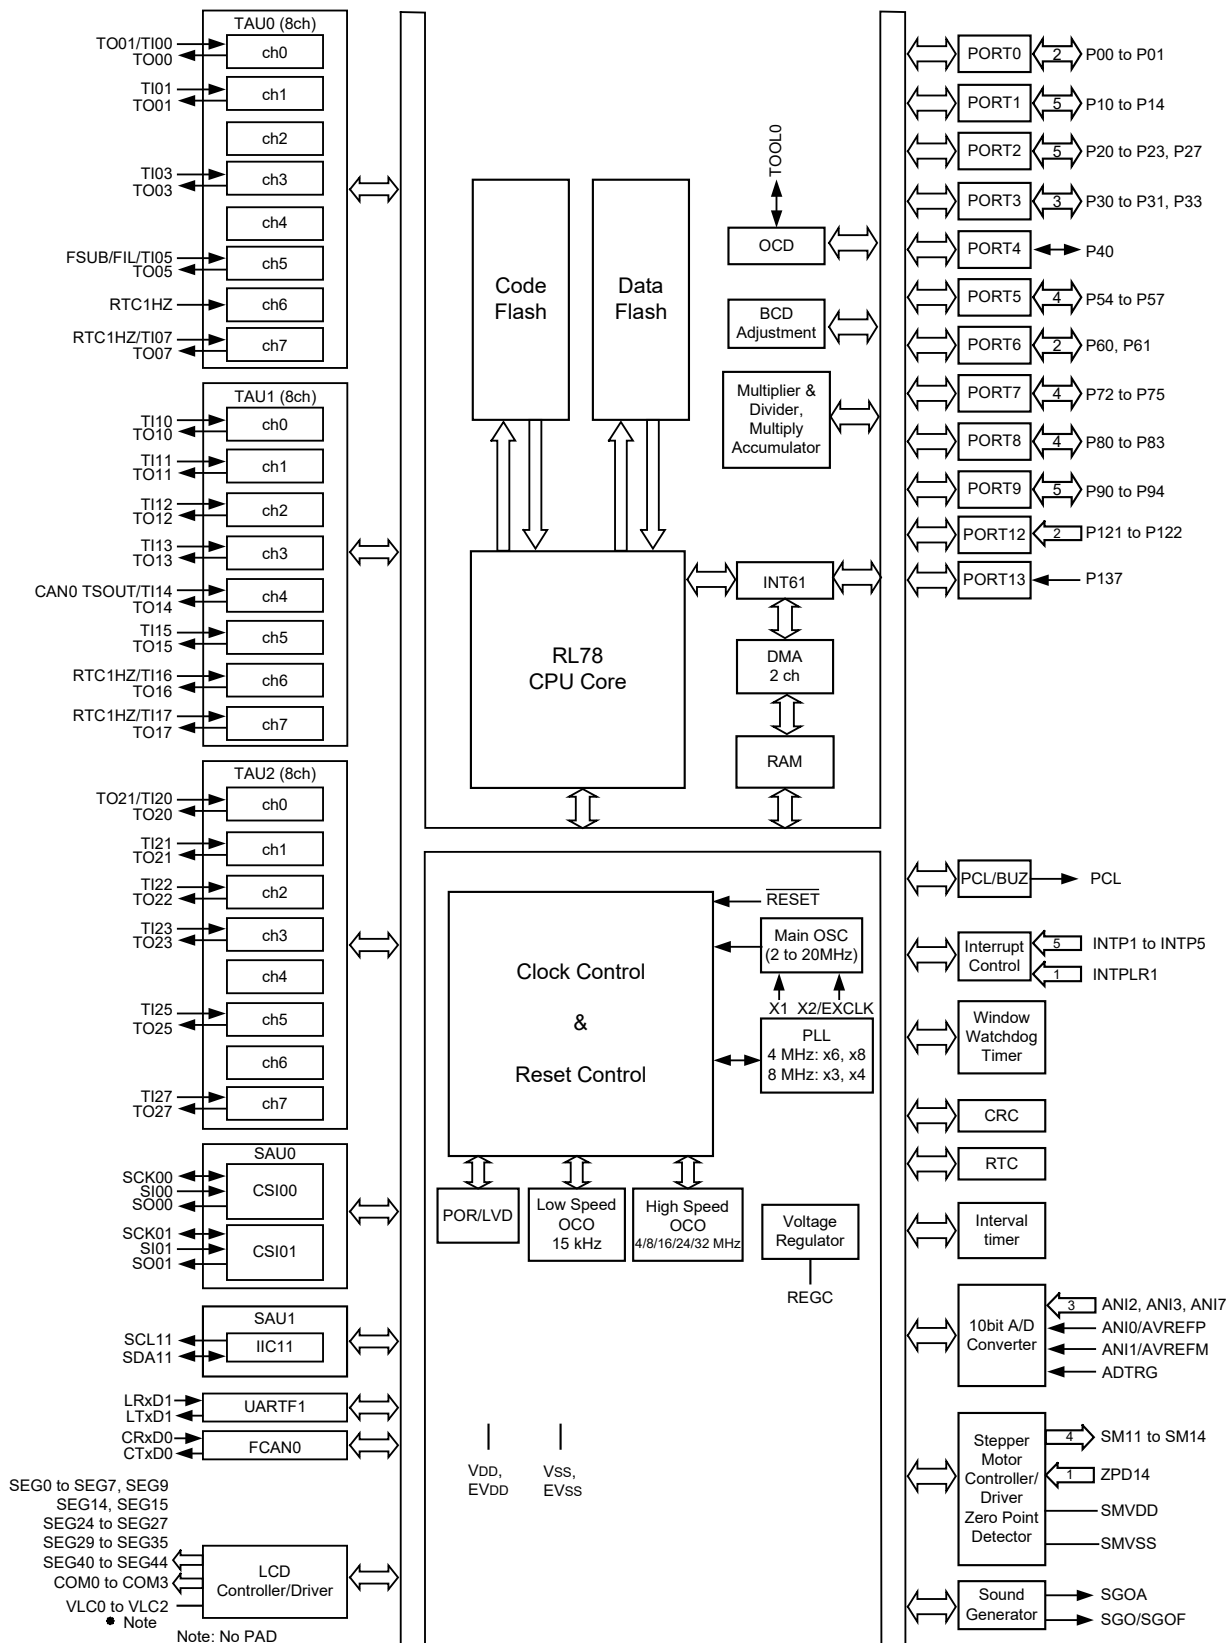 TAU0 (8ch)
TO01/TI00
TO00
ch0
TI01
TO01
ch1
ch2
TI03
TO03
ch3
ch4
FSUB/FIL/TI05
TO05
ch5
RTC1HZ
ch6
RTC1HZ/TI07
TO07
ch7
TAU1 (8ch)
TI10
TO10
ch0
TI11
TO11
ch1
TI12
TO12
ch2
TI13
TO13
ch3
CAN0 TSOUT/TI14
TO14
ch4
TI15
TO15
ch5
RTC1HZ/TI16
TO16
ch6
RTC1HZ/TI17
TO17
ch7
TAU2 (8ch)
TO21/TI20
TO20
ch0
TI21
TO21
ch1
TI22
TO22
ch2
TI23
TO23
ch3
ch4
TI25
TO25
ch5
ch6
TI27
TO27
ch7
SAU0
SCK00
SI00
SO00
CSI00
SCK01
SI01
SO01
CSI01
SAU1
SCL11
SDA11
IIC11
LRxD1
LTxD1
UARTF1
CRxD0
CTxD0
FCAN0
SEG0 to SEG7, SEG9
SEG14, SEG15
SEG24 to SEG27
SEG29 to SEG35
SEG40 to SEG44
COM0 to COM3
VLC0 to VLC2
● Note
Note: No PAD
LCD
Controller/Driver
Code
Flash
Data
Flash
TOOL0
OCD
BCD
Adjustment
Multiplier &
Divider,
Multiply
Accumulator
RL78
CPU Core
INT61
DMA
2 ch
RAM
Clock Control
&
Reset Control
RESET
Main OSC
(2 to 20MHz)
X1 X2/EXCLK
PLL
4 MHz: x6, x8
8 MHz: x3, x4
POR/LVD
Low Speed
OCO
15 kHz
High Speed
OCO
4/8/16/24/32 MHz
Voltage
Regulator
REGC
VDD,
EVDD
VSS,
EVSS
PORT0
2
P00 to P01
PORT1
5
P10 to P14
PORT2
5
P20 to P23, P27
PORT3
3
P30 to P31, P33
PORT4
P40
PORT5
4
P54 to P57
PORT6
2
P60, P61
PORT7
4
P72 to P75
PORT8
4
P80 to P83
PORT9
5
P90 to P94
PORT12
2
P121 to P122
PORT13
P137
PCL/BUZ
PCL
Interrupt
Control
5
INTP1 to INTP5
1
INTPLR1
Window
Watchdog
Timer
CRC
RTC
Interval
timer
10bit A/D
Converter
3
ANI2, ANI3, ANI7
ANI0/AVREFP
ANI1/AVREFM
ADTRG
Stepper
Motor
Controller/
Driver
Zero Point
Detector
4
SM11 to SM14
1
ZPD14
SMVDD
SMVSS
Sound
Generator
SGOA
SGO/SGOF